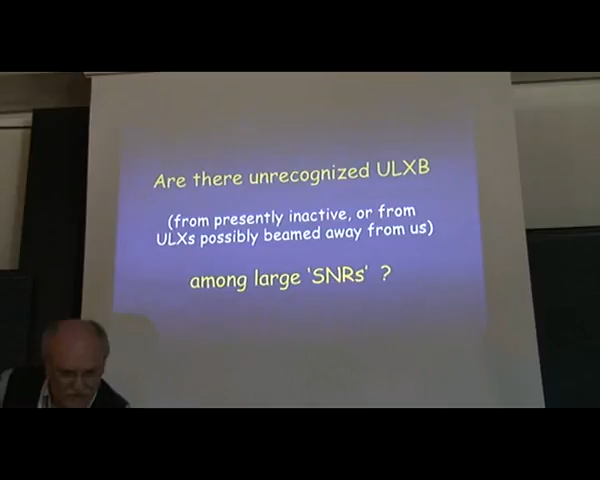 Are there unrecognized ULXB
(from presently inactive, or from
ULXs possibly beamed away from us)
among large ‘SNRs’ ?